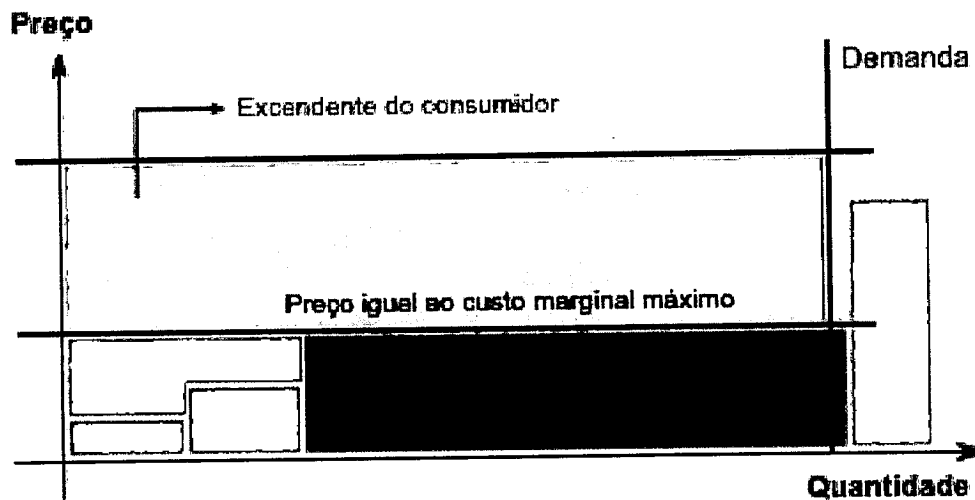 Preço
Demanda
Excendente do consumidor
Preço igual ao custo marginal máximo
Quantidade